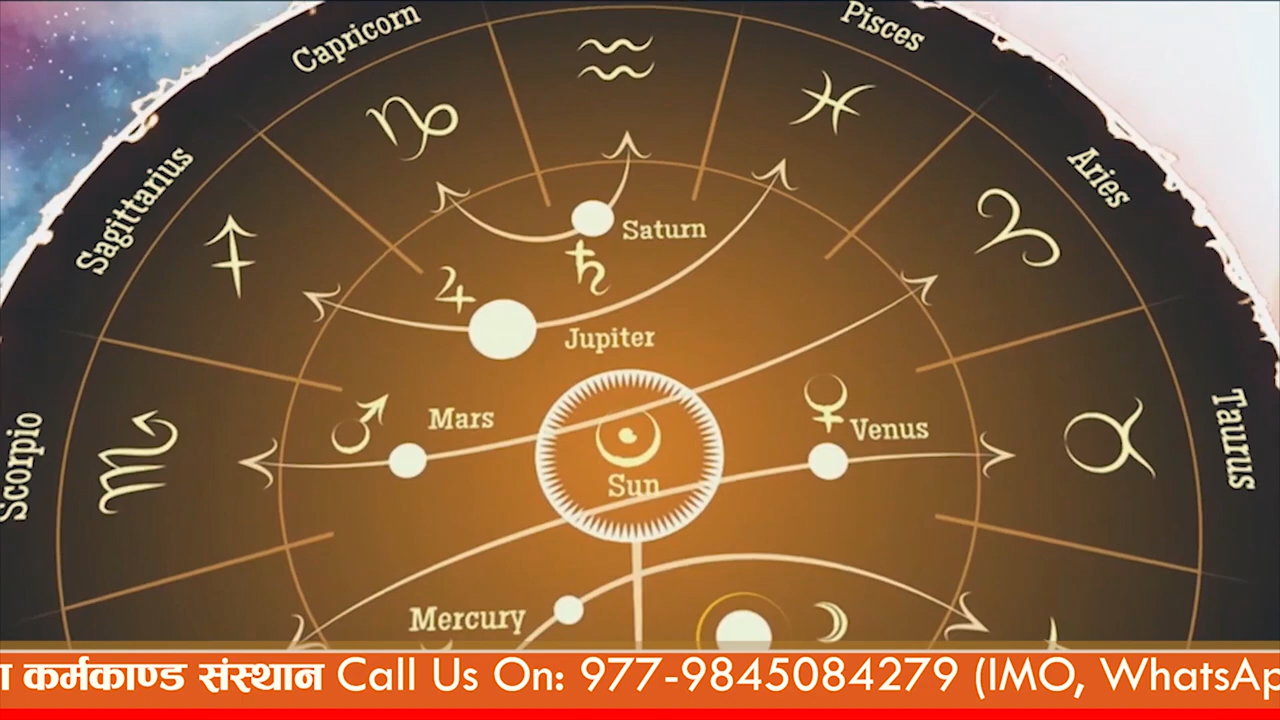 Capricorn
Pisces
Sagittarius
Aries
Saturn
Jupiter
Scorpio
Mars
Venus
Taurus
Sun
Mercury
कर्मकाण्ड संस्थान Call Us On: 977-9845084279 (IMO,